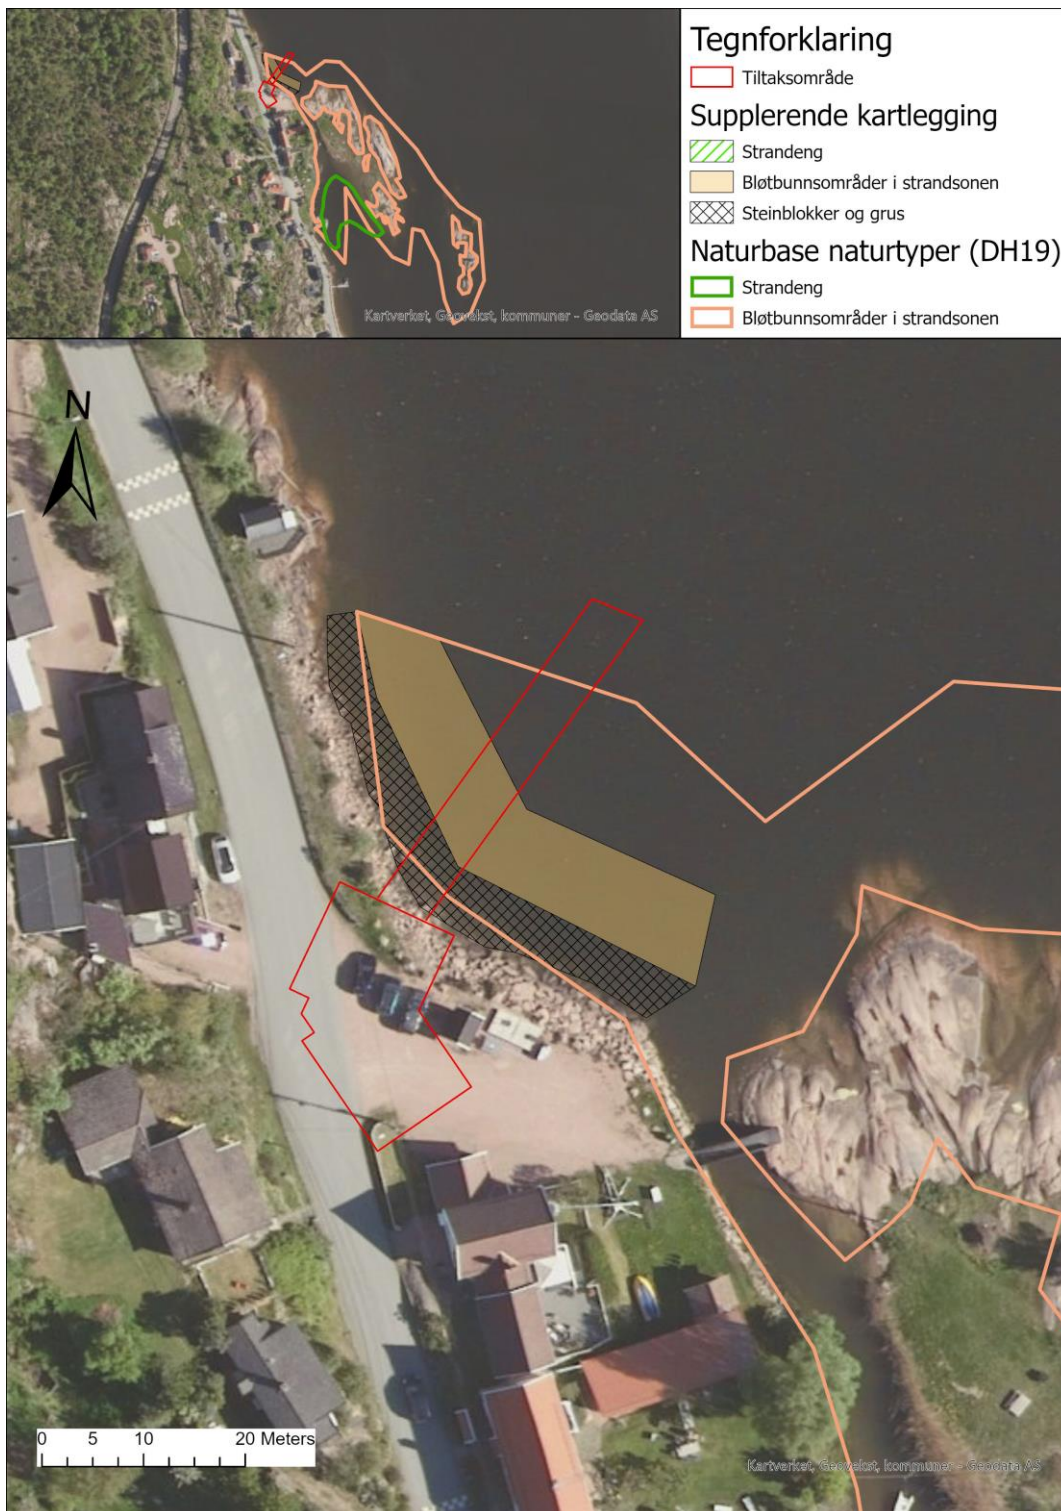 Tegnforklaring
Tiltaksområde
Supplerende kartlegging
Strandeng
Bløtbunnsområder i strandsonen
Steinblokker og grus
Naturbase naturtyper (DH19)
Strandeng
Bløtbunnsområder i strandsonen
Kartverket, Geovekst, kommuner - Geodata AS
N
0 5 10 20 Meters
Kartverket, Geovekst, kommuner - Geodata AS